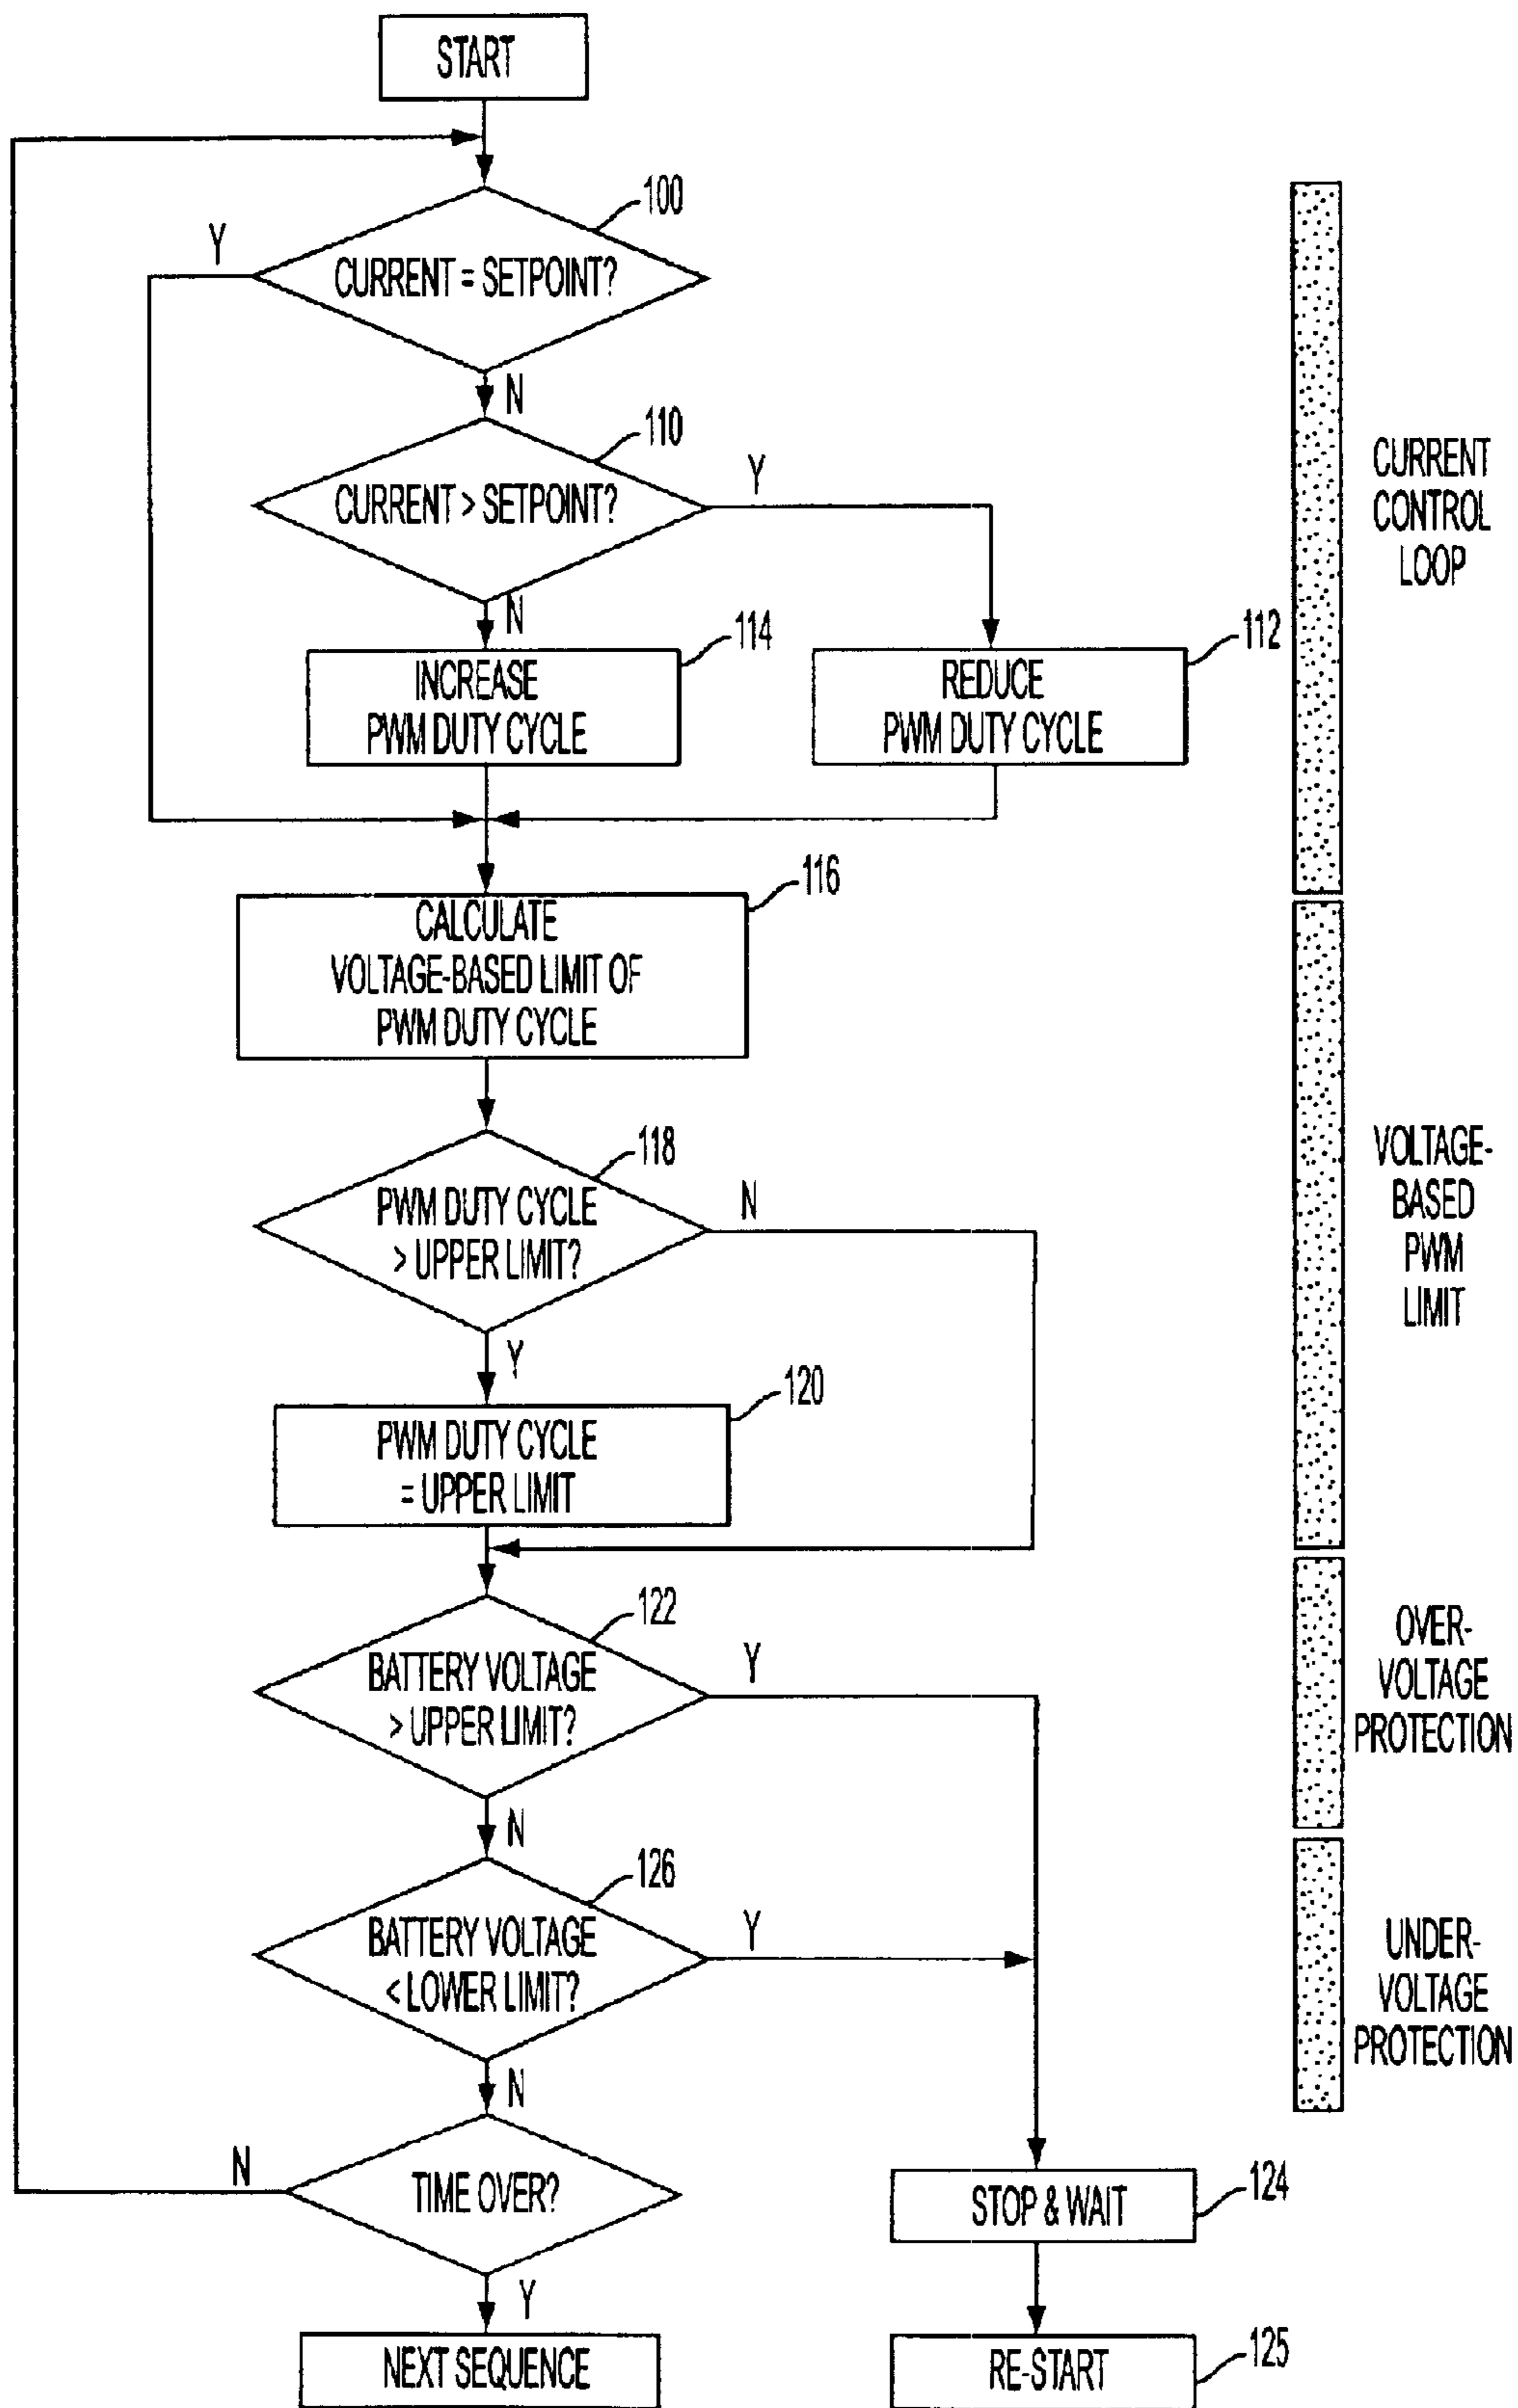 START
100
Y
CURRENT = SETPOINT?
N
110
CURRENT > SETPOINT?
Y
N
114
INCREASE
PWM DUTY CYCLE
112
REDUCE
PWM DUTY CYCLE
CURRENT
CONTROL
LOOP
116
CALCULATE
VOLTAGE-BASED LIMIT OF
PWM DUTY CYCLE
118
PWM DUTY CYCLE
> UPPER LIMIT?
N
Y
120
PWM DUTY CYCLE
= UPPER LIMIT
VOLTAGE-
BASED
PWM
LIMIT
122
BATTERY VOLTAGE
> UPPER LIMIT?
Y
N
OVER-
VOLTAGE
PROTECTION
126
BATTERY VOLTAGE
< LOWER LIMIT?
Y
N
UNDER-
VOLTAGE
PROTECTION
N
TIME OVER?
Y
124
STOP & WAIT
NEXT SEQUENCE
125
RE-START